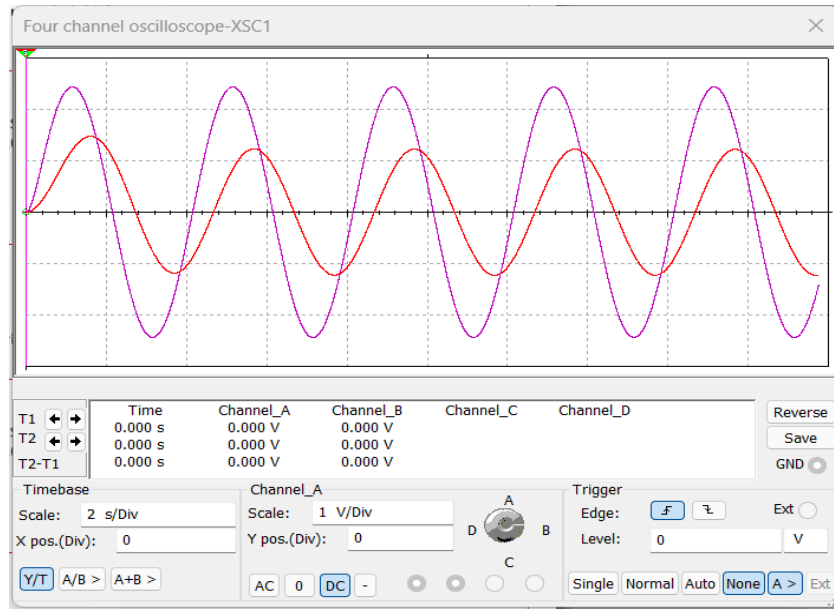 Four channel oscilloscope-XSC1
Time Channel_A Channel_B Channel_C Channel_D
T1 0.000 s 0.000 V 0.000 V
T2 0.000 s 0.000 V 0.000 V
T2-T1 0.000 s 0.000 V 0.000 V
Reverse
Save
GND
Timebase
Scale: 2 s/Div
X pos.(Div): 0
Y/T A/B > A+B >
Channel_A
Scale: 1 V/Div
Y pos.(Div): 0
AC 0 DC -
A
D B
C
Trigger
Edge: Ext
Level: 0 V
Single Normal Auto None A > Ext